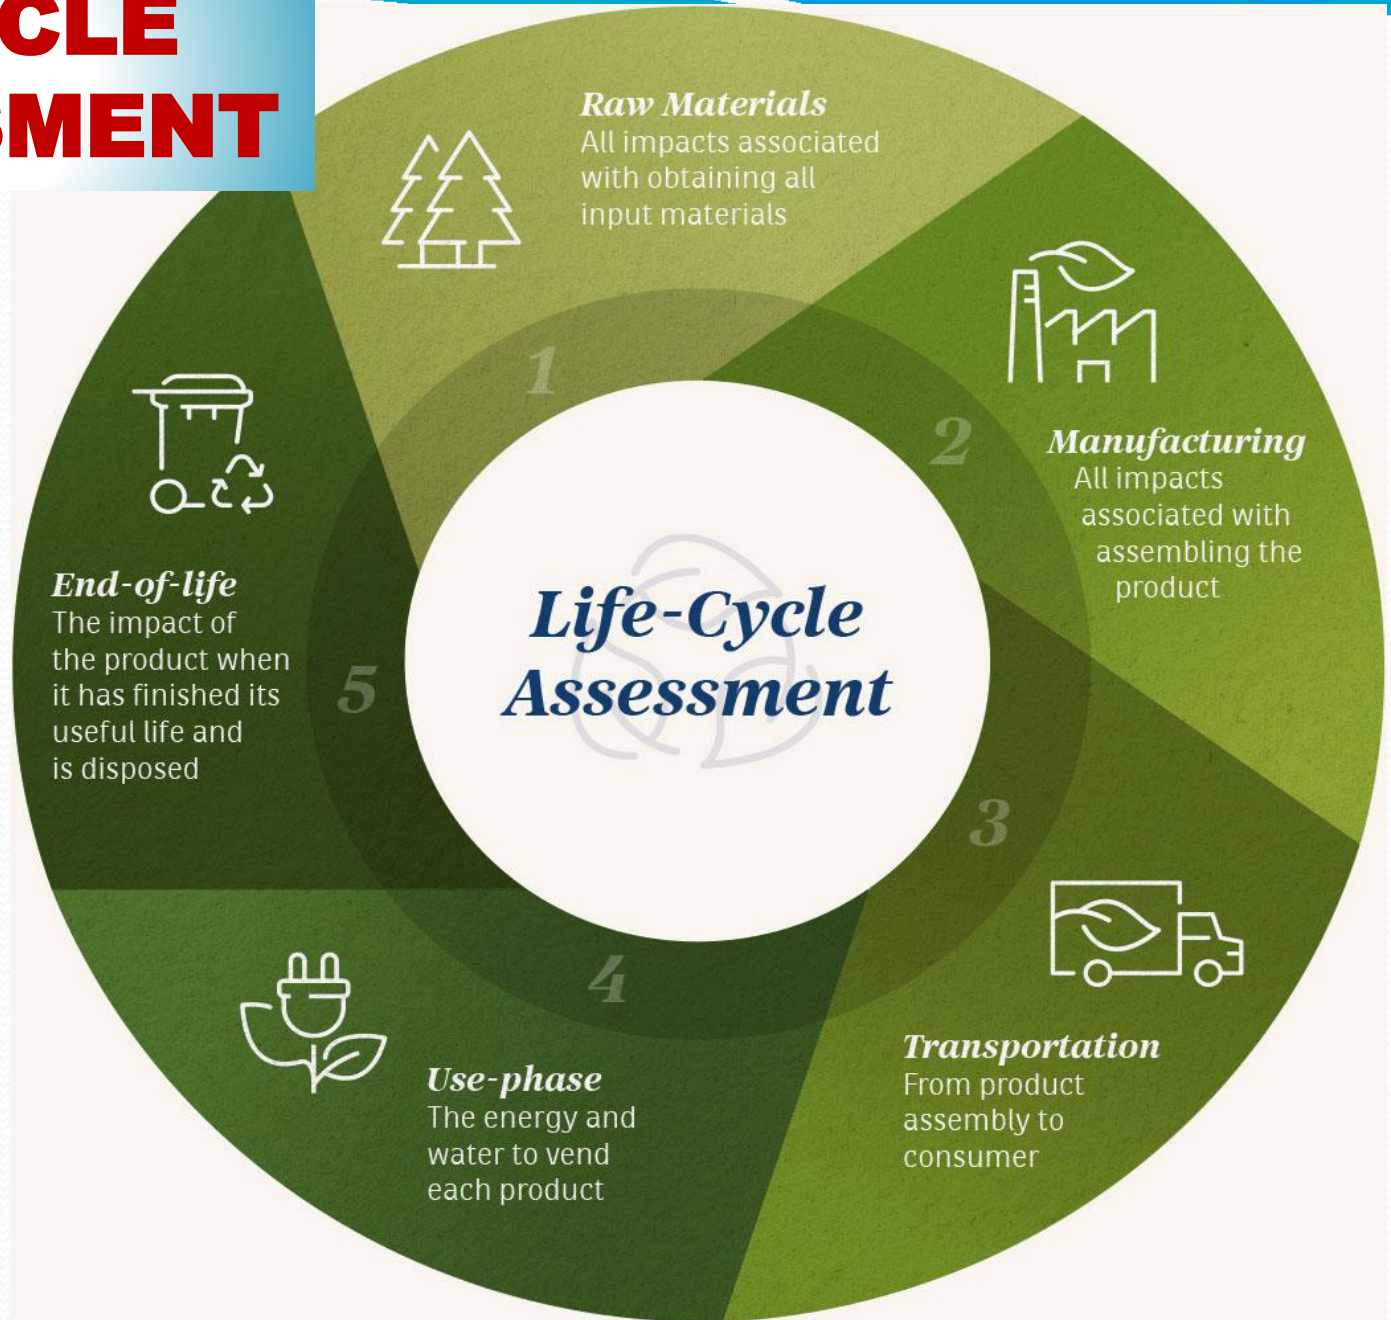 CLE
SMENT
Raw Materials
All impacts associated
with obtaining all
input materials
1
2
Manufacturing
All impacts
associated with
assembling the
product
3
Transportation
From product
assembly to
consumer
4
Use-phase
The energy and
water to vend
each product
5
End-of-life
The impact of
the product when
it has finished its
useful life and
is disposed
Life-Cycle
Assessment